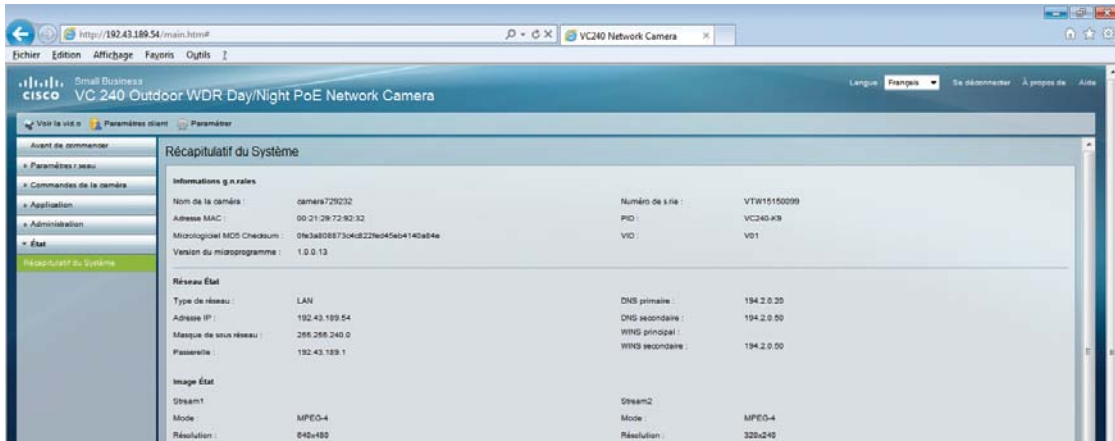 http://192.43.189.54/main.htm#
VC240 Network Camera
Fichier Edition Affichage Favoris Outils ?
cisco Small Business
VC 240 Outdoor WDR Day/Night PoE Network Camera
Langue Français Se déconnecter À propos de Aide
Voir la vid o Paramètres client Paramétrer
Avant de commencer
Paramètres r seau
Commandes de la caméra
Application
Administration
État
Récapitulatif du Système
Récapitulatif du Système
Informations g n rales
Nom de la caméra : camera729232 Numéro de s rie : VTW15150099
Adresse MAC : 00:21:29:72:92:32 PID : VC240-K9
Micrologiciel MD5 Checksum : 0fe3a808873c4c822fed45eb4140a84e VID : V01
Version du microprogramme : 1.0.0.13
Réseau État
Type de réseau : LAN DNS primaire : 194.2.0.20
Adresse IP : 192.43.189.54 DNS secondaire : 194.2.0.50
Masque de sous réseau : 255.255.240.0 WINS principal :
Passerelle : 192.43.189.1 WINS secondaire : 194.2.0.50
Image État
Stream1 Stream2
Mode : MPEG-4 Mode : MPEG-4
Résolution : 640x480 Résolution : 320x240